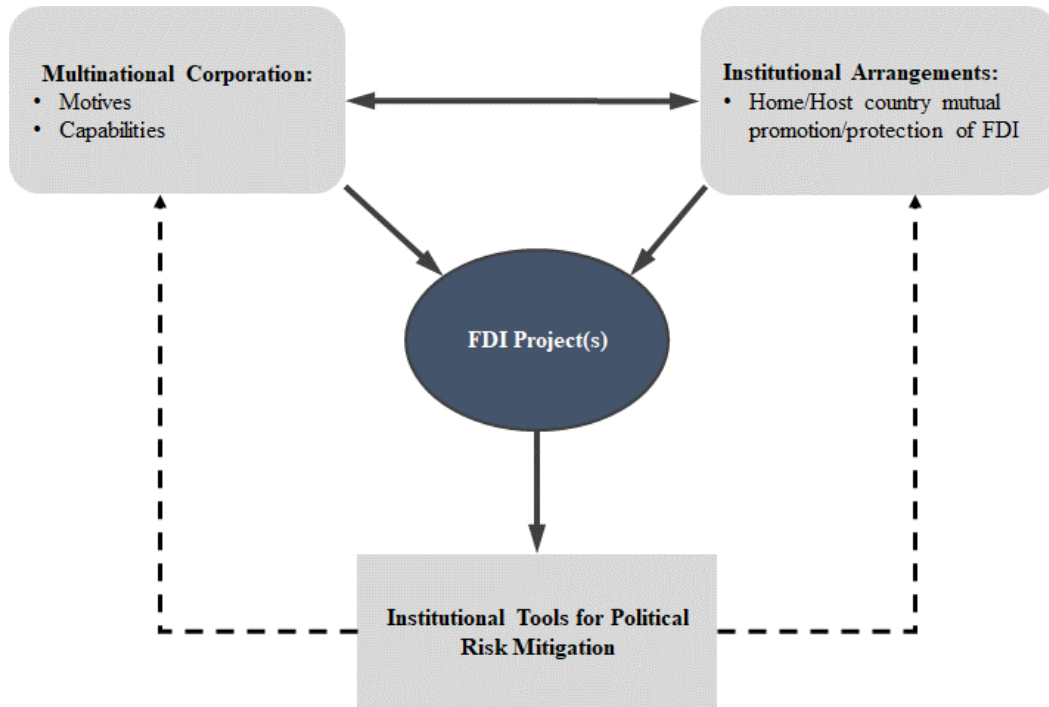 Multinational Corporation:
• Motives
• Capabilities
Institutional Arrangements:
• Home/Host country mutual
promotion/protection of FDI
FDI Project(s)
Institutional Tools for Political
Risk Mitigation